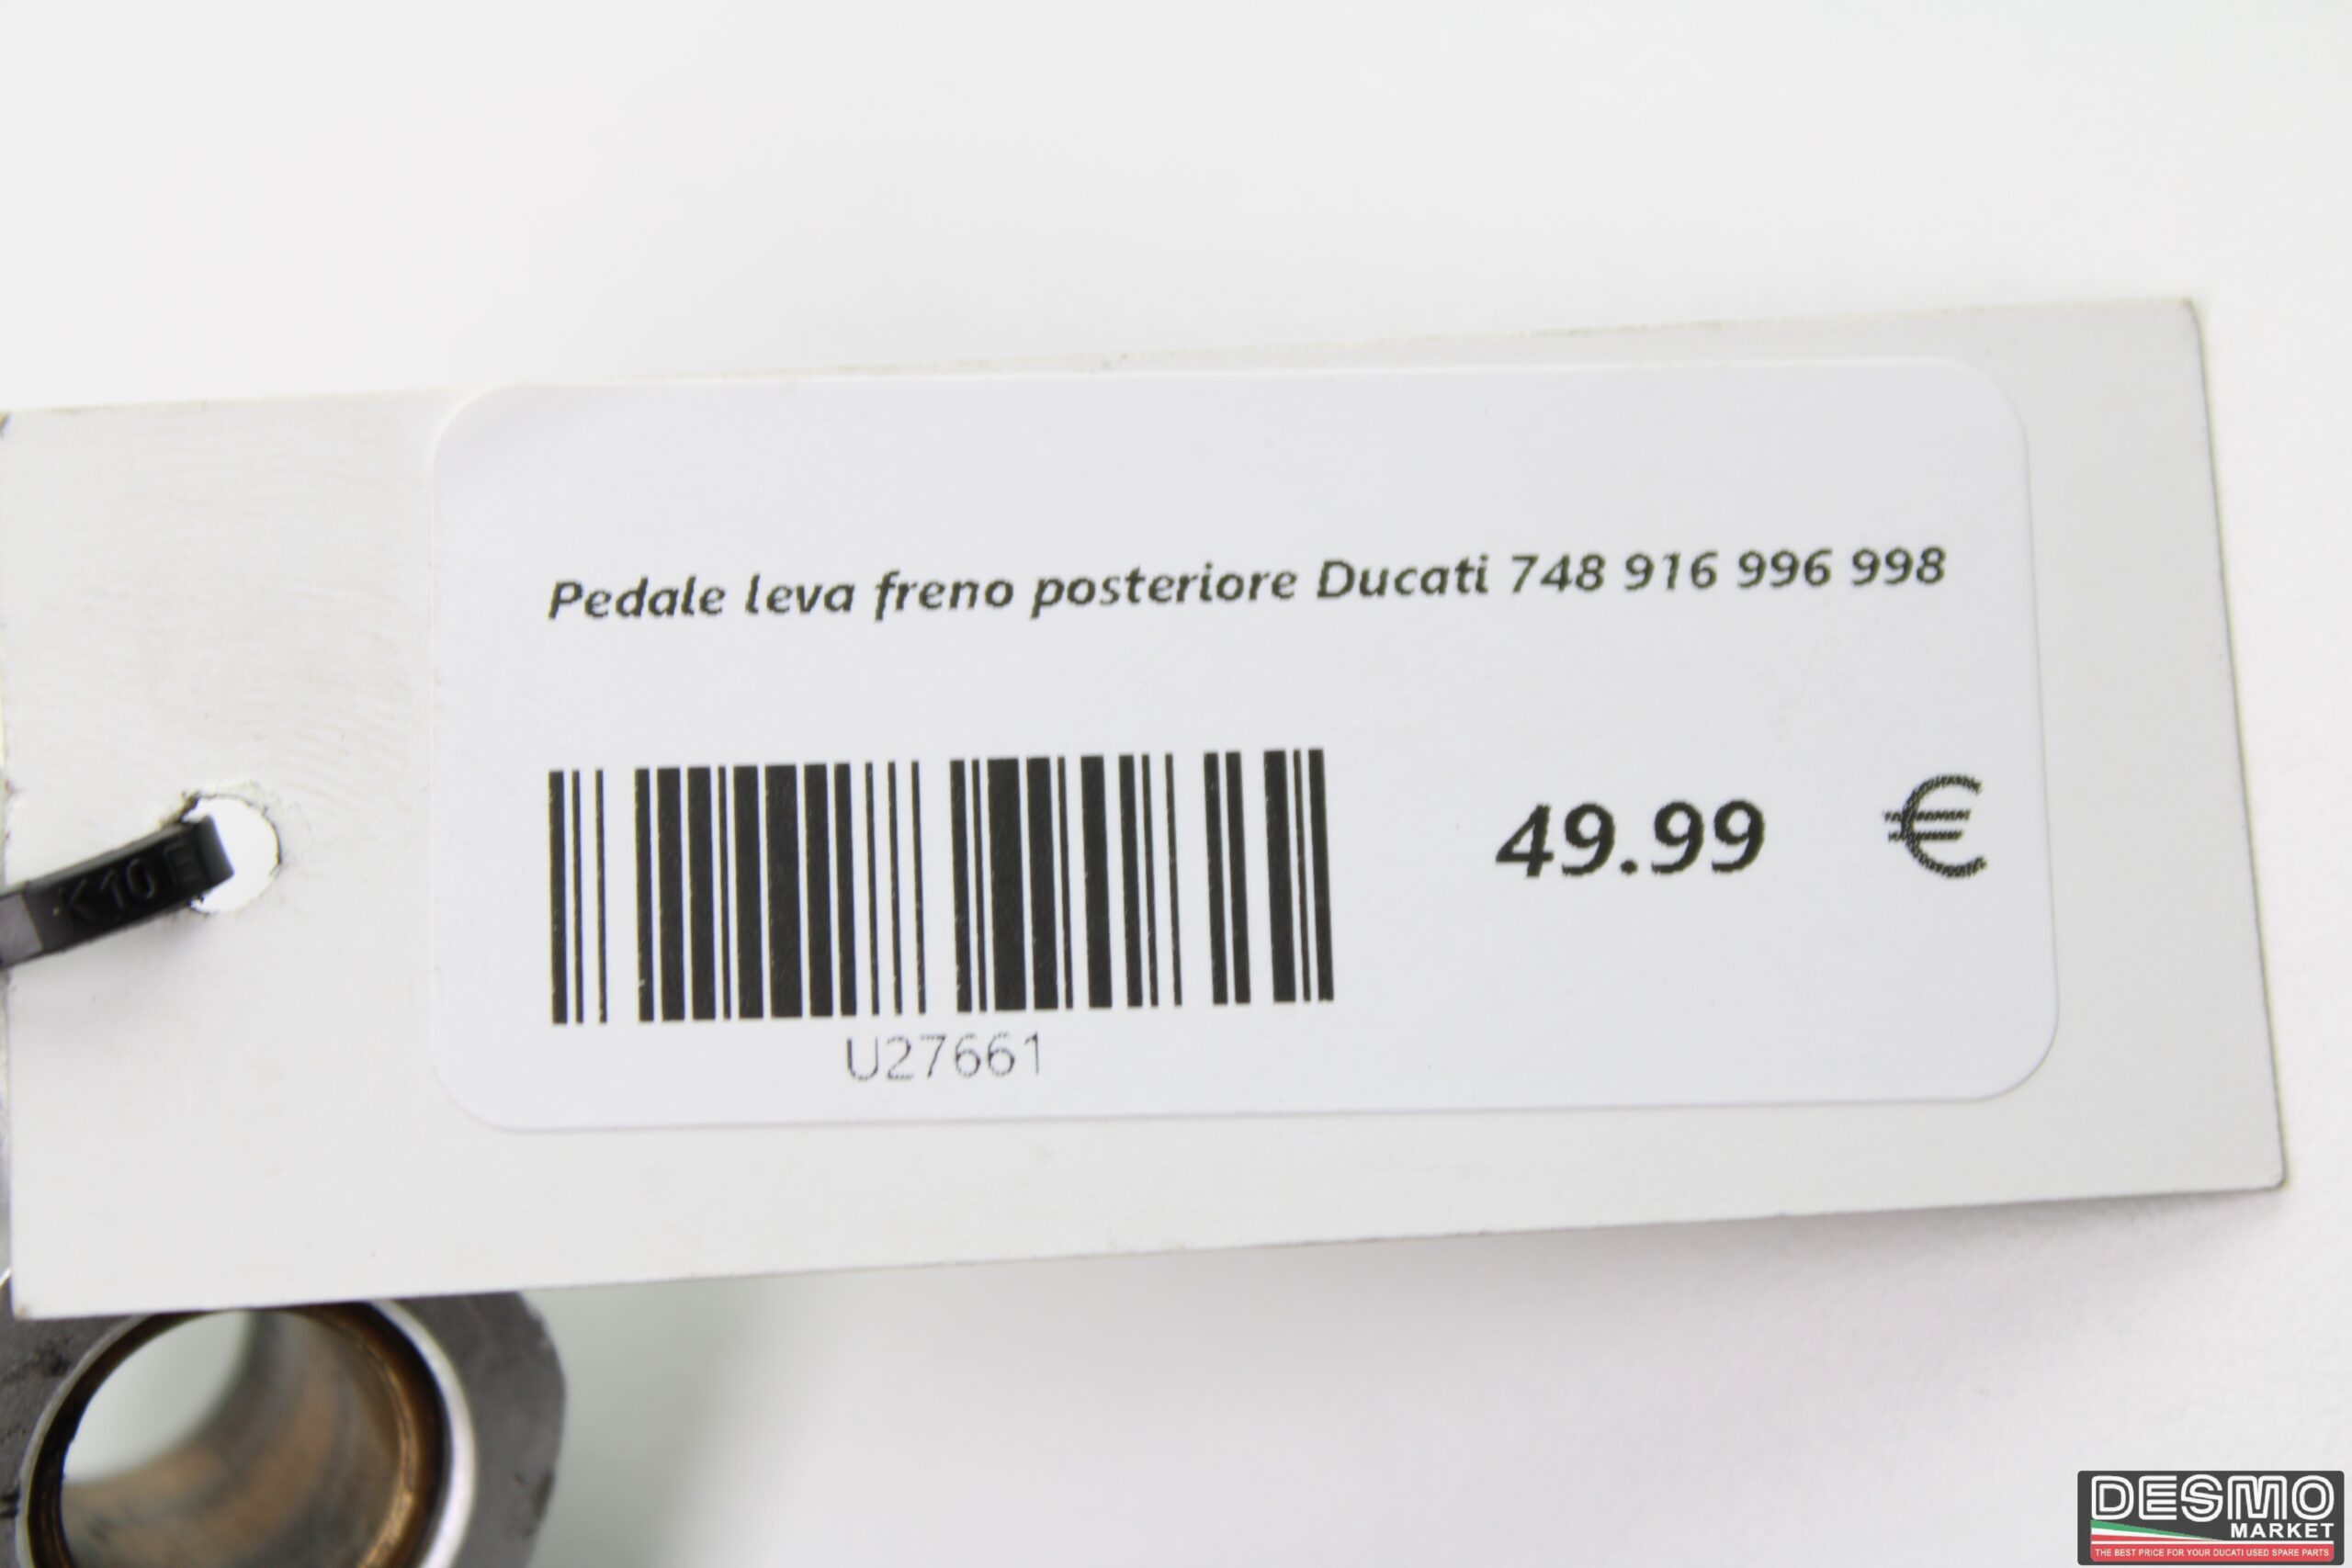 Pedale leva freno posteriore Ducati 748 916 996 998
49.99 €
U27661
K10
DESMO
MARKET
THE BEST PRICE FOR YOUR DUCATI USED SPARE PARTS